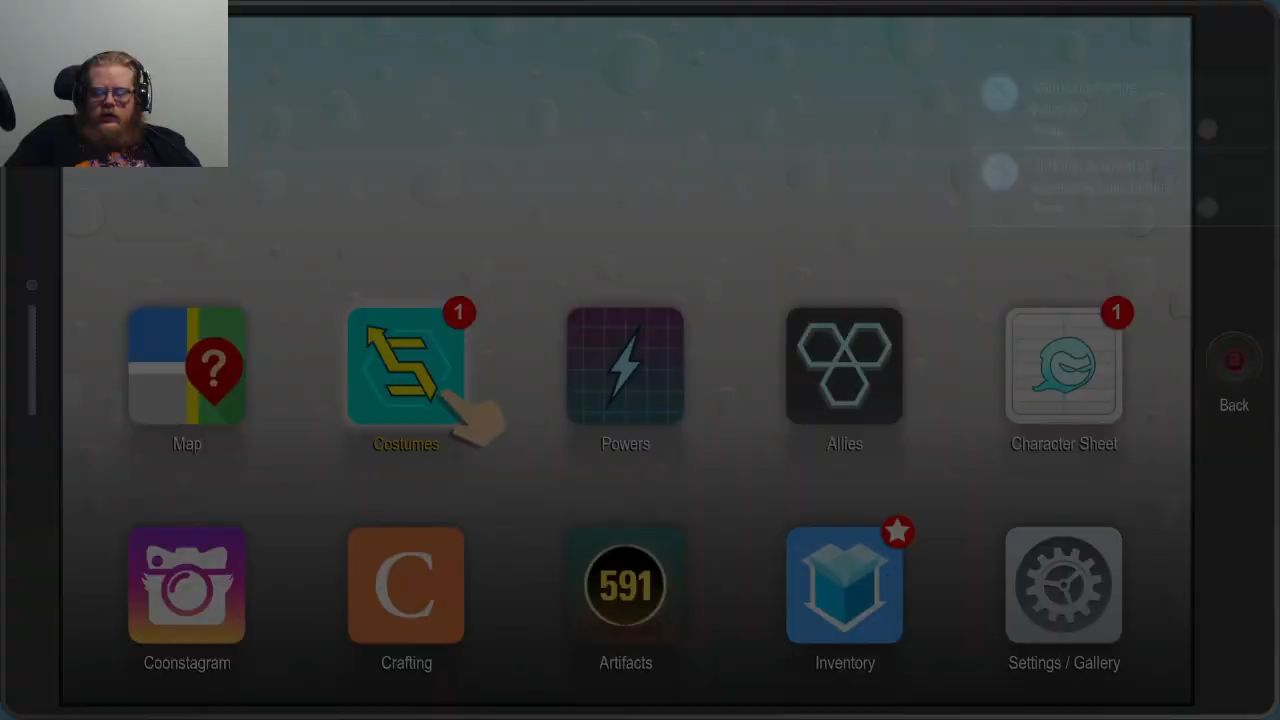 1
1
?
Map
Costumes
Powers
Allies
Character Sheet
a
Back
C
591
Coonstagram
Crafting
Artifacts
Inventory
Settings / Gallery